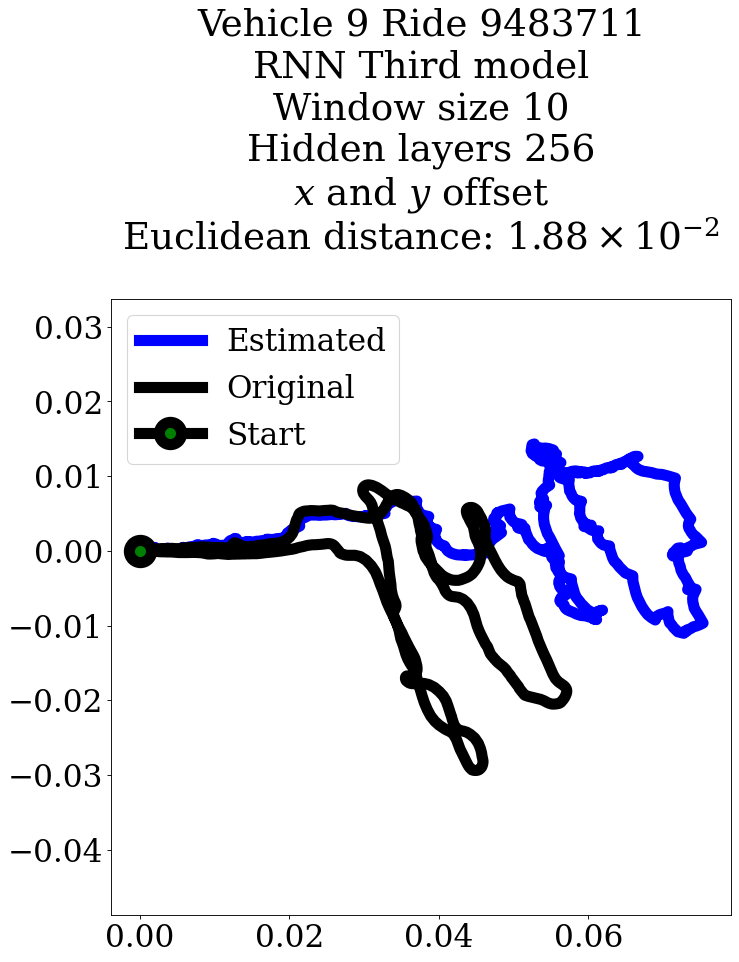 Vehicle 9 Ride 9483711
RNN Third model
Window size 10
Hidden layers 256
x and y offset
Euclidean distance: 1.88 × 10⁻²
Estimated
Original
Start
0.03
0.02
0.01
0.00
−0.01
−0.02
−0.03
−0.04
0.00 0.02 0.04 0.06